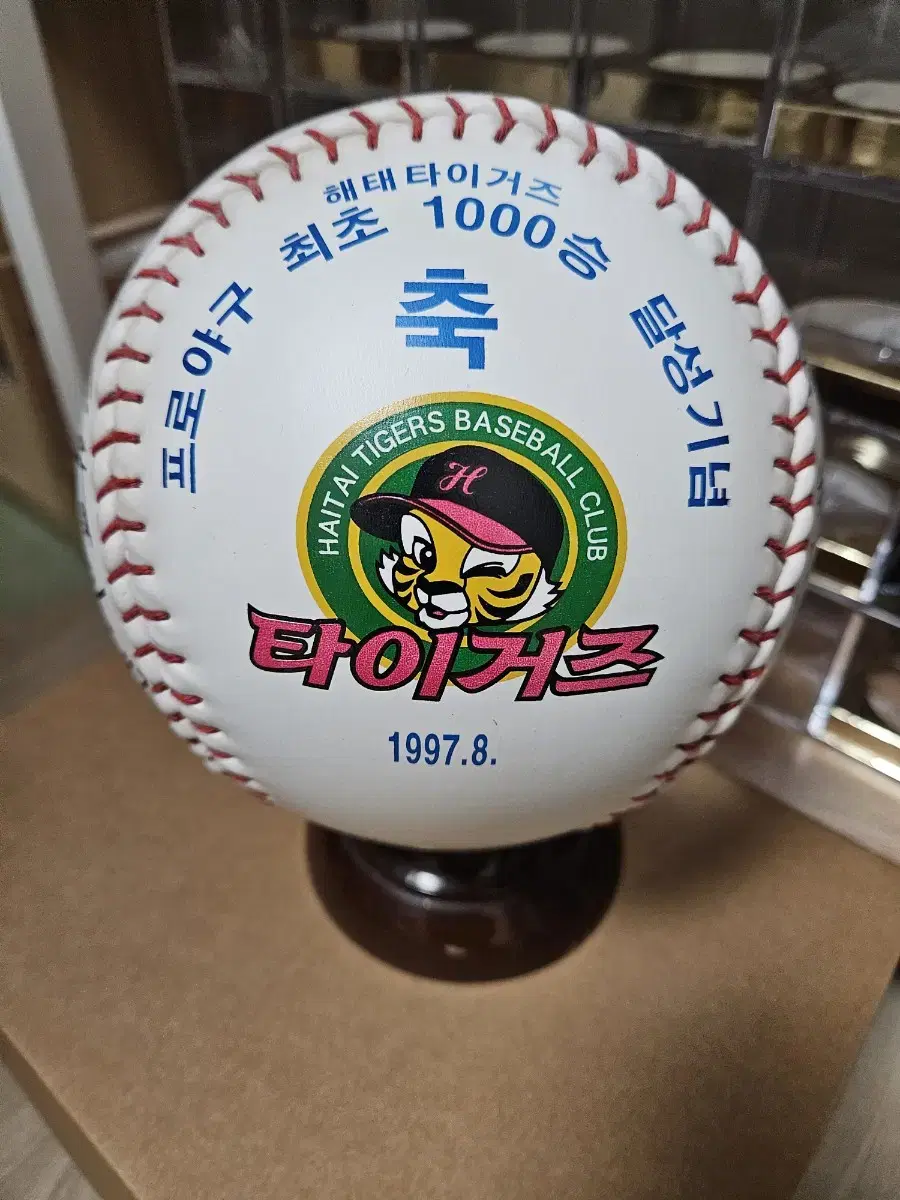 해태타이거즈
프로야구 최초 1000승 달성기념
축
HAITAI TIGERS BASEBALL CLUB
H
타이거즈
1997.8.